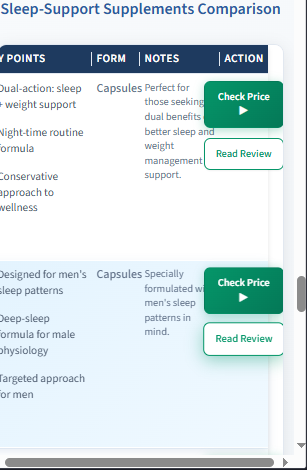 Sleep-Support Supplements Comparison
Y POINTS FORM NOTES ACTION
Dual-action: sleep
+ weight support
Night-time routine
formula
Conservative
approach to
wellness
Capsules
Perfect for
those seeking
dual benefits
better sleep and
weight
management
support.
Check Price
▶
Read Review
Designed for men's
sleep patterns
Deep-sleep
formula for male
physiology
Targeted approach
for men
Capsules
Specially
formulated wi
men's sleep
patterns in
mind.
Check Price
▶
Read Review